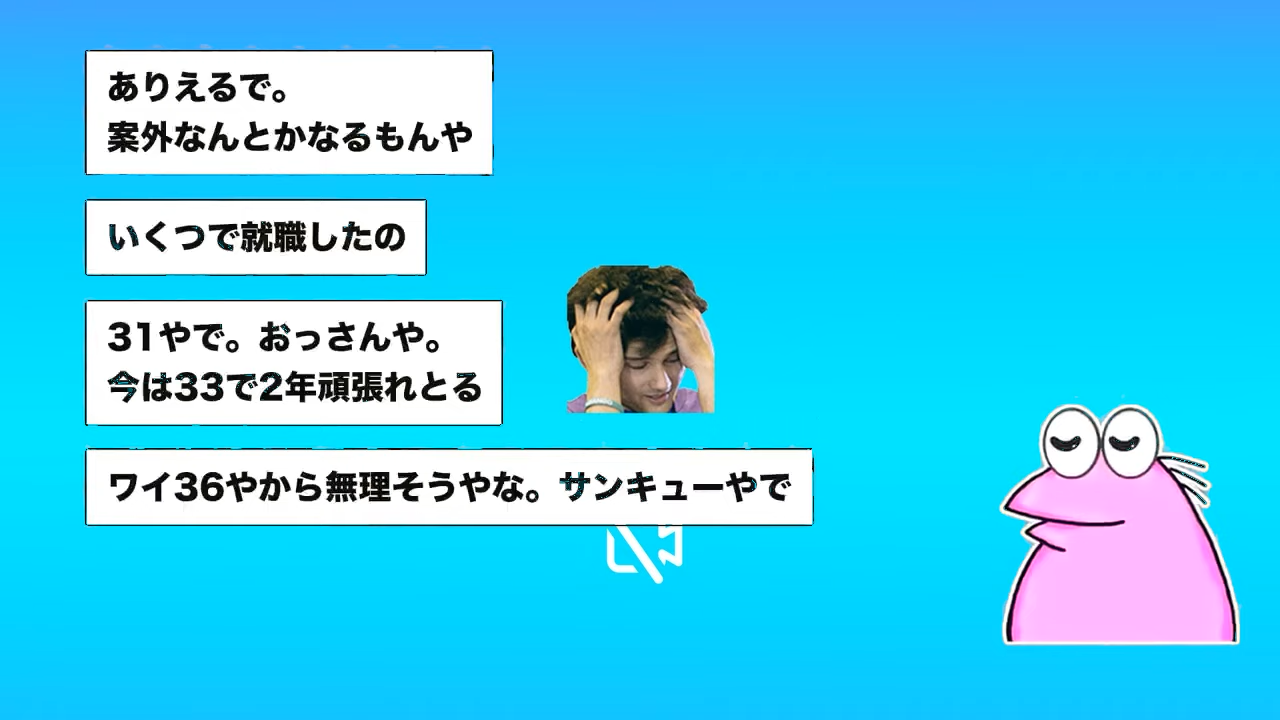 ありえるで。
案外なんとかなるもんや
いくつで就職したの
31やで。おっさんや。
今は33で2年頑張れとる
ワイ36やから無理そうやな。サンキューやで